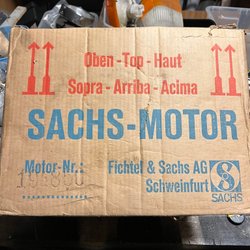 Oben - Top - Haut
Sopra - Arriba - Acima
SACHS-MOTOR
Motor-Nr.:
Fichtel & Sachs AG
Schweinfurt
SACHS